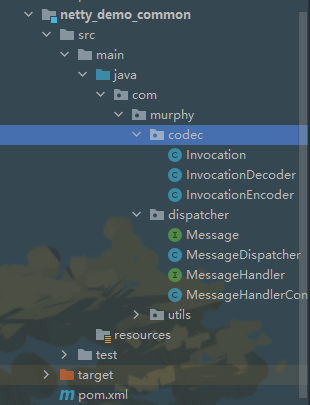 netty_demo_common
src
main
java
com
murphy
codec
Invocation
InvocationDecoder
InvocationEncoder
dispatcher
Message
MessageDispatcher
MessageHandler
MessageHandlerCon
utils
resources
test
target
pom.xml